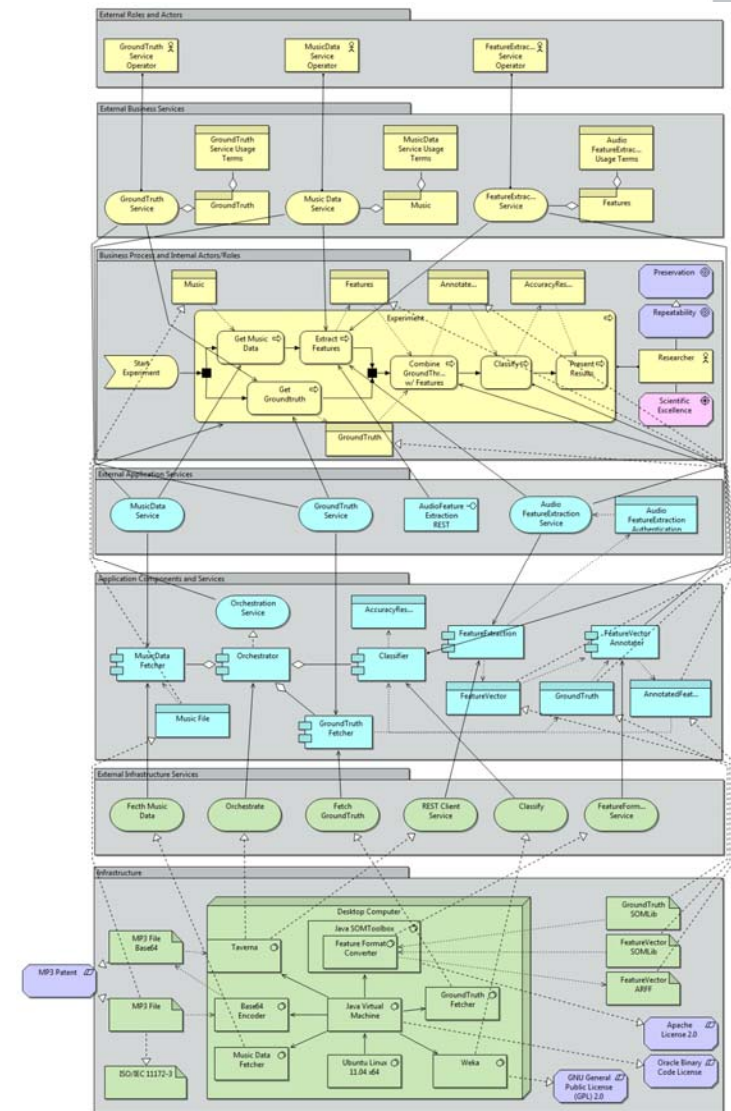 External Roles and Actors
GroundTruth
Service
Operator
MusicData
Service
Operator
FeatureExtrac...
Service
Operator
External Business Services
GroundTruth
Service Usage
Terms
MusicData
Service Usage
Terms
Audio
FeatureExtrac...
Usage Terms
GroundTruth
Service
GroundTruth
Music Data
Service
Music
FeatureExtrac...
Service
Features
Business Process and Internal Actors/Roles
Music
Features
Annotate...
AccuracyRes...
Preservation
Repeatability
Researcher
Scientific
Excellence
Experiment
Start
Experiment
Get Music
Data
Extract
Features
Get
Groundtruth
Combine
GroundThr...
w/ Features
Classify
Present
Results
GroundTruth
External Application Services
MusicData
Service
GroundTruth
Service
AudioFeature
Extraction
REST
Audio
FeatureExtraction
Service
Audio
FeatureExtraction
Authentication
Application Components and Services
Orchestration
Service
AccuracyRes...
MusicData
Fetcher
Orchestrator
Classifier
FeatureExtraction
FeatureVector
Annotater
Music File
GroundTruth
Fetcher
FeatureVector
GroundTruth
AnnotatedFeat...
External Infrastructure Services
Fecth Music
Data
Orchestrate
Fetch
GroundTruth
REST Client
Service
Classify
FeatureForm...
Service
Infrastructure
Desktop Computer
MP3 File
Base64
Taverna
Java SOMToolbox
Feature Format
Converter
GroundTruth
SOMLib
FeatureVector
SOMLib
FeatureVector
ARFF
MP3 Patent
MP3 File
Base64
Encoder
Java Virtual
Machine
GroundTruth
Fetcher
Music Data
Fetcher
Ubuntu Linux
11.04 x64
Weka
ISO/IEC 11172-3
Apache
License 2.0
Oracle Binary
Code License
GNU General
Public License
(GPL) 2.0